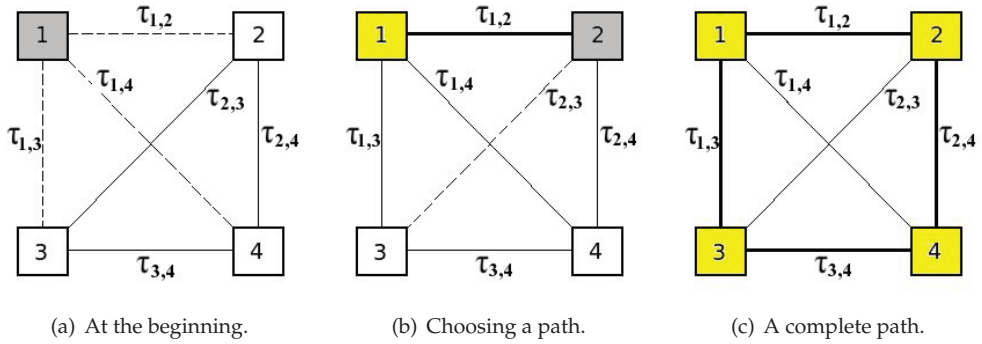 τ1,2
1 2
τ1,4
τ2,3
τ1,3 τ2,4
3 4
τ3,4
(a) At the beginning.
τ1,2
1 2
τ1,4
τ2,3
τ1,3 τ2,4
3 4
τ3,4
(b) Choosing a path.
τ1,2
1 2
τ1,4
τ2,3
τ1,3 τ2,4
3 4
τ3,4
(c) A complete path.